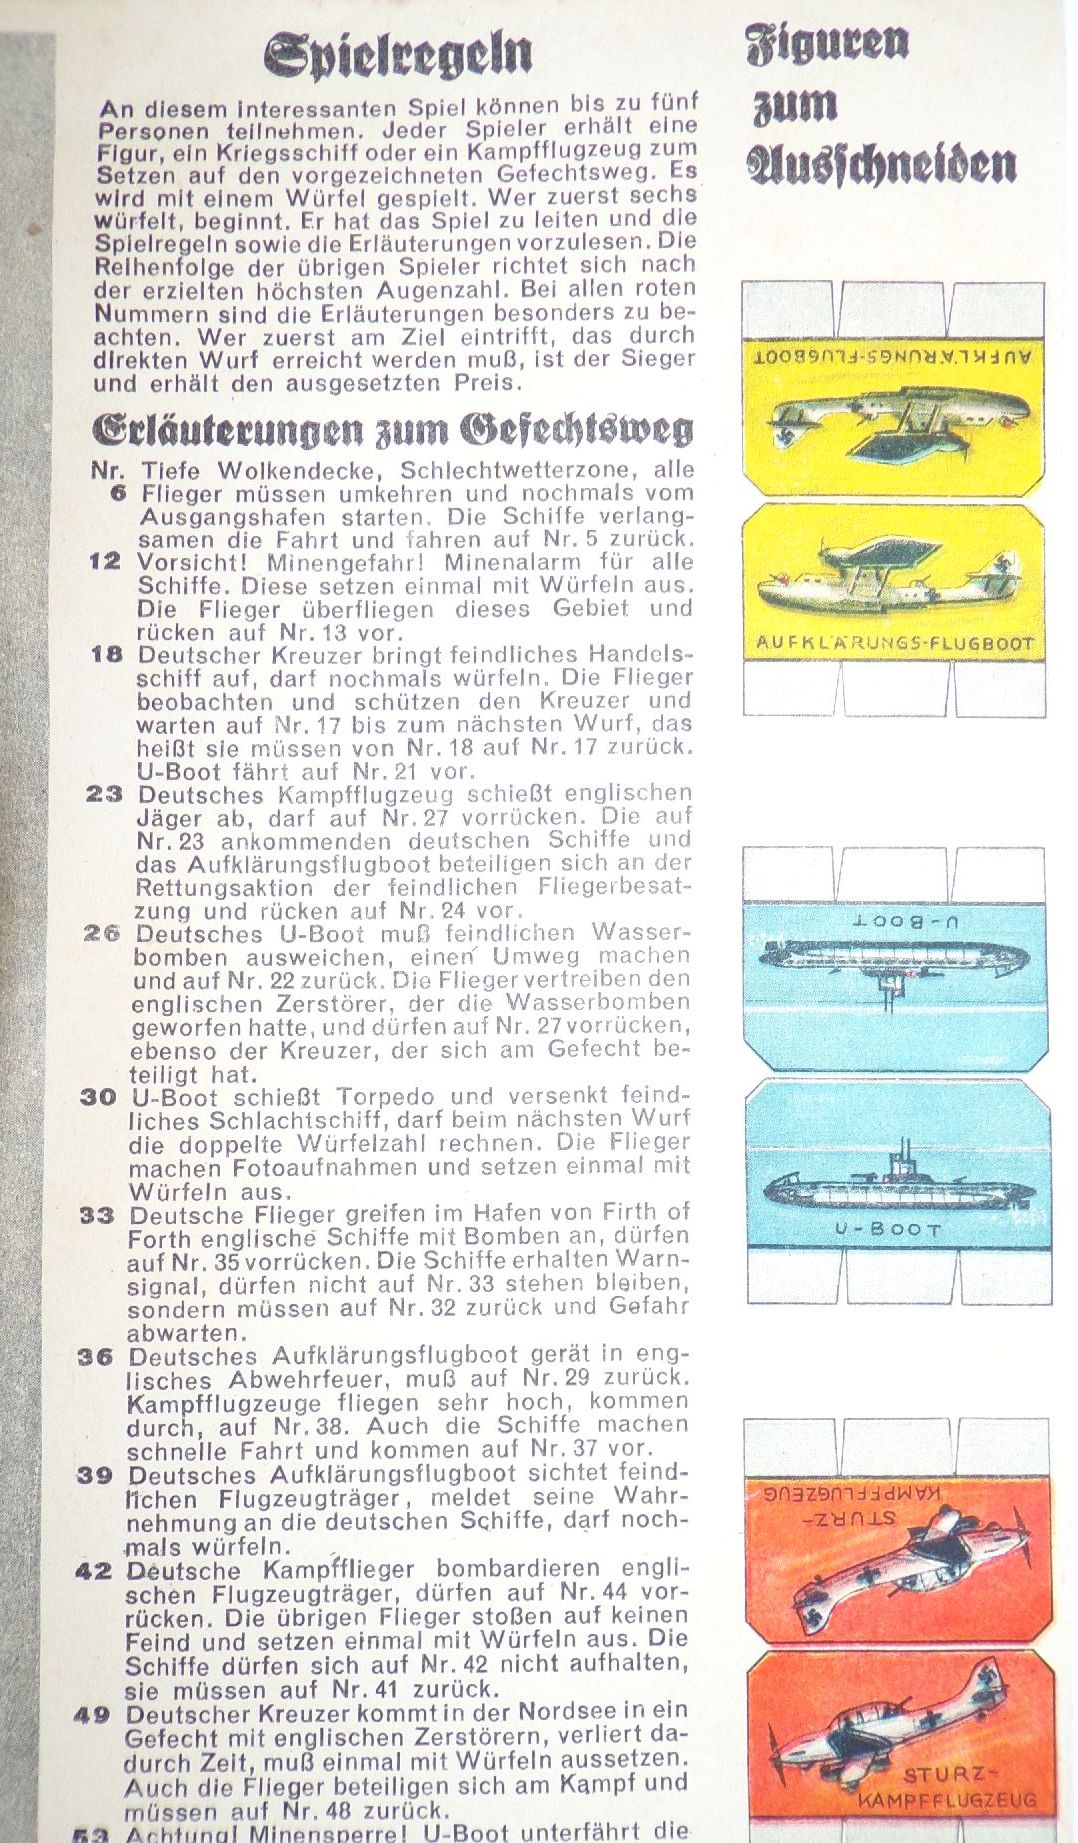 Spielregeln
An diesem interessanten Spiel können bis zu fünf
Personen teilnehmen. Jeder Spieler erhält eine
Figur, ein Kriegsschiff oder ein Kampfflugzeug zum
Setzen auf den vorgezeichneten Gefechtsweg. Es
wird mit einem Würfel gespielt. Wer zuerst sechs
würfelt, beginnt. Er hat das Spiel zu leiten und die
Spielregeln sowie die Erläuterungen vorzulesen. Die
Reihenfolge der übrigen Spieler richtet sich nach
der erzielten höchsten Augenzahl. Bei allen roten
Nummern sind die Erläuterungen besonders zu be-
achten. Wer zuerst am Ziel eintrifft, das durch
direkten Wurf erreicht werden muß, ist der Sieger
und erhält den ausgesetzten Preis.
Erläuterungen zum Gefechtsweg
Nr. Tiefe Wolkendecke, Schlechtwetterzone, alle
6 Flieger müssen umkehren und nochmals vom
Ausgangshafen starten. Die Schiffe verlang-
samen die Fahrt und fahren auf Nr. 5 zurück.
12 Vorsicht! Minengefahr! Minenalarm für alle
Schiffe. Diese setzen einmal mit Würfeln aus.
Die Flieger überfliegen dieses Gebiet und
rücken auf Nr. 13 vor.
18 Deutscher Kreuzer bringt feindliches Handels-
schiff auf, darf nochmals würfeln. Die Flieger
beobachten und schützen den Kreuzer und
warten auf Nr. 17 bis zum nächsten Wurf, das
heißt sie müssen von Nr. 18 auf Nr. 17 zurück.
U-Boot fährt auf Nr. 21 vor.
23 Deutsches Kampfflugzeug schießt englischen
Jäger ab, darf auf Nr. 27 vorrücken. Die auf
Nr. 23 ankommenden deutschen Schiffe und
das Aufklärungsflugboot beteiligen sich an der
Rettungsaktion der feindlichen Fliegerbesat-
zung und rücken auf Nr. 24 vor.
26 Deutsches U-Boot muß feindlichen Wasser-
bomben ausweichen, einen Umweg machen
und auf Nr. 22 zurück. Die Flieger vertreiben den
englischen Zerstörer, der die Wasserbomben
geworfen hatte, und dürfen auf Nr. 27 vorrücken,
ebenso der Kreuzer, der sich am Gefecht be-
teiligt hat.
30 U-Boot schießt Torpedo und versenkt feind-
liches Schlachtschiff, darf beim nächsten Wurf
die doppelte Würfelzahl rechnen. Die Flieger
machen Fotoaufnahmen und setzen einmal mit
Würfeln aus.
33 Deutsche Flieger greifen im Hafen von Firth of
Forth englische Schiffe mit Bomben an, dürfen
auf Nr. 35 vorrücken. Die Schiffe erhalten Warn-
signal, dürfen nicht auf Nr. 33 stehen bleiben,
sondern müssen auf Nr. 32 zurück und Gefahr
abwarten.
36 Deutsches Aufklärungsflugboot gerät in eng-
lisches Abwehrfeuer, muß auf Nr. 29 zurück.
Kampfflugzeuge fliegen sehr hoch, kommen
durch, auf Nr. 38. Auch die Schiffe machen
schnelle Fahrt und kommen auf Nr. 37 vor.
39 Deutsches Aufklärungsflugboot sichtet feind-
lichen Flugzeugträger, meldet seine Wahr-
nehmung an die deutschen Schiffe, darf noch-
mals würfeln.
42 Deutsche Kampfflieger bombardieren engli-
schen Flugzeugträger, dürfen auf Nr. 44 vor-
rücken. Die übrigen Flieger stoßen auf keinen
Feind und setzen einmal mit Würfeln aus. Die
Schiffe dürfen sich auf Nr. 42 nicht aufhalten,
sie müssen auf Nr. 41 zurück.
49 Deutscher Kreuzer kommt in der Nordsee in ein
Gefecht mit englischen Zerstörern, verliert da-
durch Zeit, muß einmal mit Würfeln aussetzen.
Auch die Flieger beteiligen sich am Kampf und
müssen auf Nr. 48 zurück.
53 Achtung! Minensperre! U-Boot unterfährt die
Figuren
zum
Ausschneiden
AUFKLÄRUNGS-FLUGBOOT
AUFKLÄRUNGS-FLUGBOOT
U-BOOT
U-BOOT
STURZ-
KAMPFFLUGZEUG
STURZ-
KAMPFFLUGZEUG